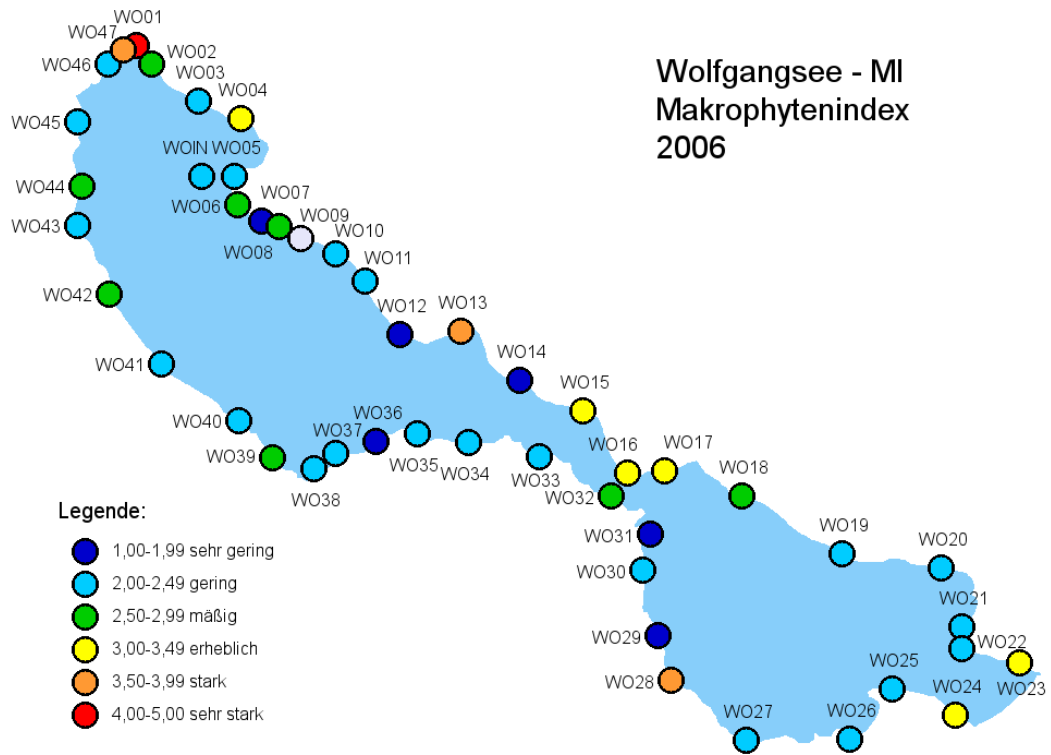 Wolfgangsee - MI
Makrophytenindex
2006
WO01
WO47
WO02
WO46
WO03
WO04
WO45
WOIN WO05
WO44
WO07
WO06
WO09
WO43
WO08
WO10
WO11
WO42
WO12
WO13
WO41
WO14
WO15
WO36
WO40
WO37
WO16
WO17
WO39
WO35
WO34
WO33
WO18
WO38
WO32
Legende:
WO31
WO19
WO20
1,00-1,99 sehr gering
WO30
2,00-2,49 gering
WO21
2,50-2,99 mäßig
WO29
WO22
3,00-3,49 erheblich
WO25
WO23
3,50-3,99 stark
WO28
WO24
4,00-5,00 sehr stark
WO27
WO26